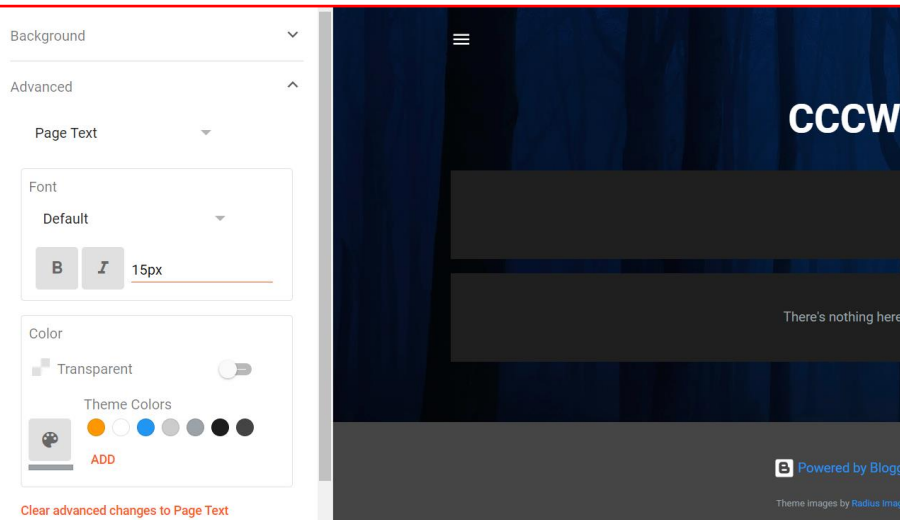 Background
Advanced
Page Text
Font
Default
B I 15px
Color
Transparent
Theme Colors
ADD
Clear advanced changes to Page Text
CCCW
There's nothing here
Powered by Blogg
Theme images by Radius Imag